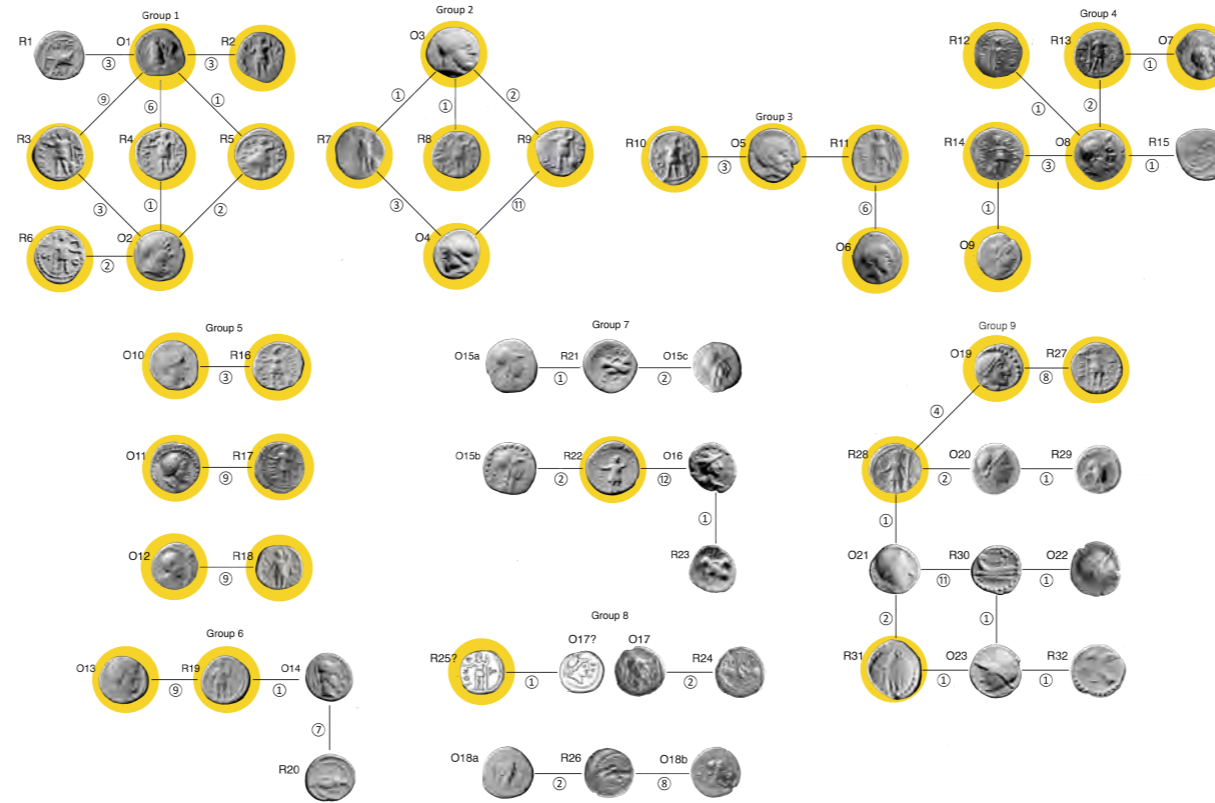 Group 1
R1 O1 R2
③ ③
⑨ ⑥ ①
R3 R4 R5
③ ① ②
R6 O2
②
Group 2
O3
① ① ②
R7 R8 R9
③ ⑪
O4
Group 3
R10 O5 R11
③
⑥
O6
Group 4
R12 R13 O7
①
① ②
R14 O8 R15
③ ①
①
O9
Group 5
O10 R16
③
O11 R17
⑨
O12 R18
⑨
Group 6
O13 R19 O14
⑨ ①
⑦
R20
Group 7
O15a R21 O15c
① ②
O15b R22 O16
② ⑫
①
R23
Group 8
R25? O17? O17 R24
① ②
O18a R26 O18b
② ⑧
Group 9
O19 R27
⑧
④
R28 O20 R29
② ①
①
O21 R30 O22
⑪ ①
② ①
R31 O23 R32
① ①